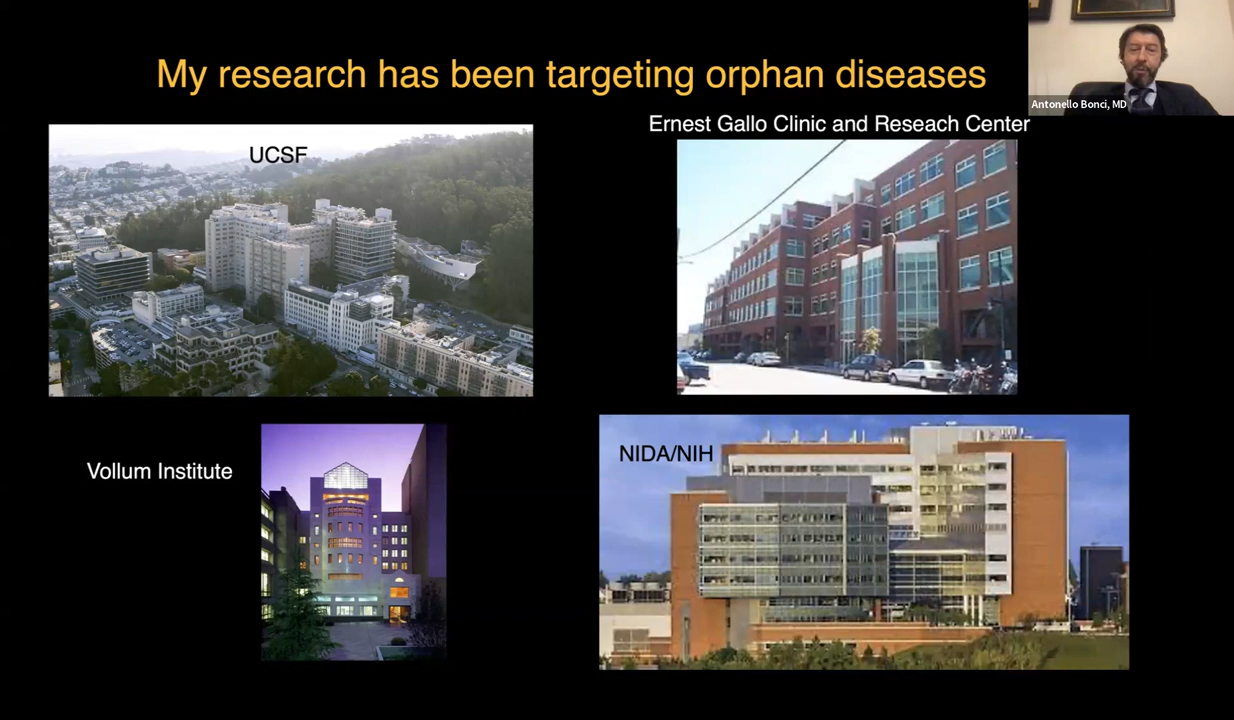 My research has been targeting orphan diseases
Antonello Bonci, MD
Ernest Gallo Clinic and Reseach Center
UCSF
Vollum Institute
NIDA/NIH